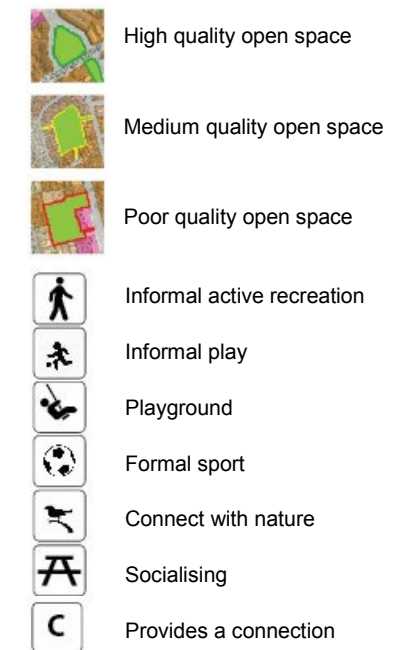 High quality open space
Medium quality open space
Poor quality open space
Informal active recreation
Informal play
Playground
Formal sport
Connect with nature
Socialising
C Provides a connection